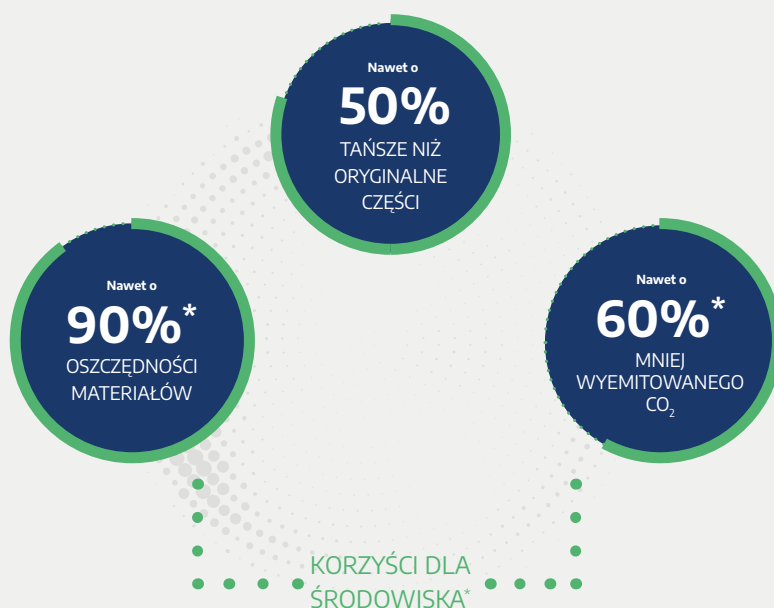 Nawet o
50%
TAŃSZE NIŻ
ORYGINALNE
CZĘŚCI
Nawet o
90%*
OSZCZĘDNOŚCI
MATERIAŁÓW
Nawet o
60%*
MNIEJ
WYEMITOWANEGO
CO₂
KORZYŚCI DLA
ŚRODOWISKA*